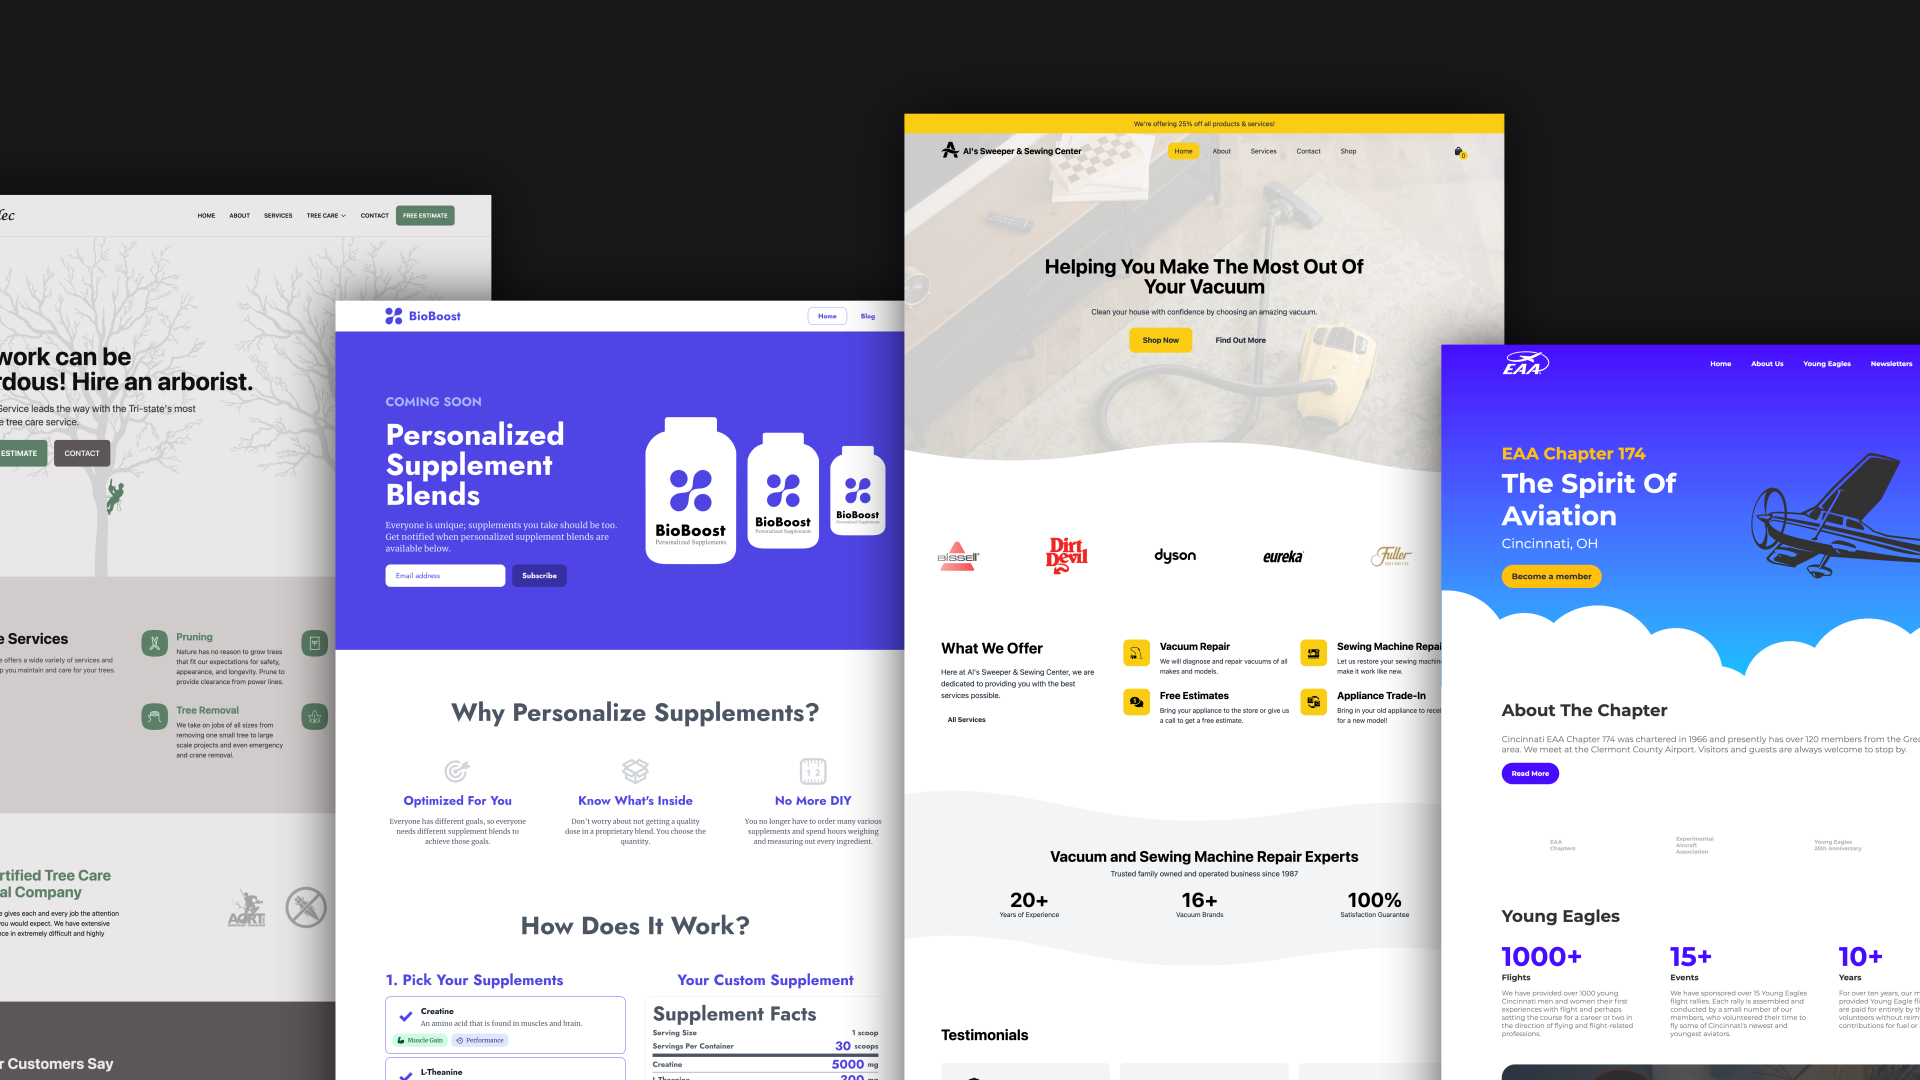 HOME ABOUT SERVICES TREE CARE CONTACT FREE ESTIMATE
work can be
rdous! Hire an arborist.
Service leads the way with the Tri-state's most
e tree care service.
ESTIMATE CONTACT
e Services
e offers a wide variety of services and
p you maintain and care for your trees.
Pruning
Nature has no reason to grow trees
that fit our expectations for safety,
appearance, and longevity. Prune to
provide clearance from power lines.
Tree Removal
We take on jobs of all sizes from
removing one small tree to large
scale projects and even emergency
and crane removal.
rtified Tree Care
al Company
e gives each and every job the attention
you would expect. We have extensive
ce in extremely difficult and highly
r Customers Say
BioBoost
Home Blog
COMING SOON
Personalized
Supplement
Blends
Everyone is unique; supplements you take should be too.
Get notified when personalized supplement blends are
available below.
Email address Subscribe
BioBoost
Personalized Supplements
BioBoost
Personalized Supplements
BioBoost
Personalized Supplements
Why Personalize Supplements?
Optimized For You
Everyone has different goals, so everyone
needs different supplement blends to
achieve those goals.
Know What's Inside
Don't worry about not getting a quality
dose in a proprietary blend. You choose the
quantity.
No More DIY
You no longer have to order many various
supplements and spend hours weighing
and measuring out every ingredient.
How Does It Work?
1. Pick Your Supplements
Creatine
An amino acid that is found in muscles and brain.
Muscle Gain Performance
L-Theanine
Your Custom Supplement
Supplement Facts
Serving Size 1 scoop
Servings Per Container 30 scoops
Creatine 5000 mg
L-Theanine 200 mg
We're offering 25% off all products & services!
Al's Sweeper & Sewing Center
Home About Services Contact Shop
0
Helping You Make The Most Out Of
Your Vacuum
Clean your house with confidence by choosing an amazing vacuum.
Shop Now Find Out More
BISSELL
Dirt
Devil
dyson
eureka
Fuller
What We Offer
Here at Al's Sweeper & Sewing Center, we are
dedicated to providing you with the best
services possible.
All Services
Vacuum Repair
We will diagnose and repair vacuums of all
makes and models.
Sewing Machine Repai
Let us restore your sewing machin
make it work like new.
Free Estimates
Bring your appliance to the store or give us
a call to get a free estimate.
Appliance Trade-In
Bring in your old appliance to recei
for a new model!
Vacuum and Sewing Machine Repair Experts
Trusted family owned and operated business since 1987
20+ 16+ 100%
Years of Experience Vacuum Brands Satisfaction Guarantee
Testimonials
EAA
Home About Us Young Eagles Newsletters
EAA Chapter 174
The Spirit Of
Aviation
Cincinnati, OH
Become a member
About The Chapter
Cincinnati EAA Chapter 174 was chartered in 1966 and presently has over 120 members from the Grea
area. We meet at the Clermont County Airport. Visitors and guests are always welcome to stop by.
Read More
EAA
Chapters
Experimental
Aircraft
Association
Young Eagles
25th Anniversary
Young Eagles
1000+
Flights
We have provided over 1000 young
Cincinnati men and women their first
experiences with flight and perhaps
setting the course for a career or two in
the direction of flying and flight-related
professions.
15+
Events
We have sponsored over 15 Young Eagles
flight rallies. Each rally is assembled and
conducted by a small number of our
members, who volunteered their time to
fly some of Cincinnati's newest and
youngest aviators.
10+
Years
For over ten years, our m
provided Young Eagle fli
are paid for entirely by th
volunteers without reim
contributions for fuel or